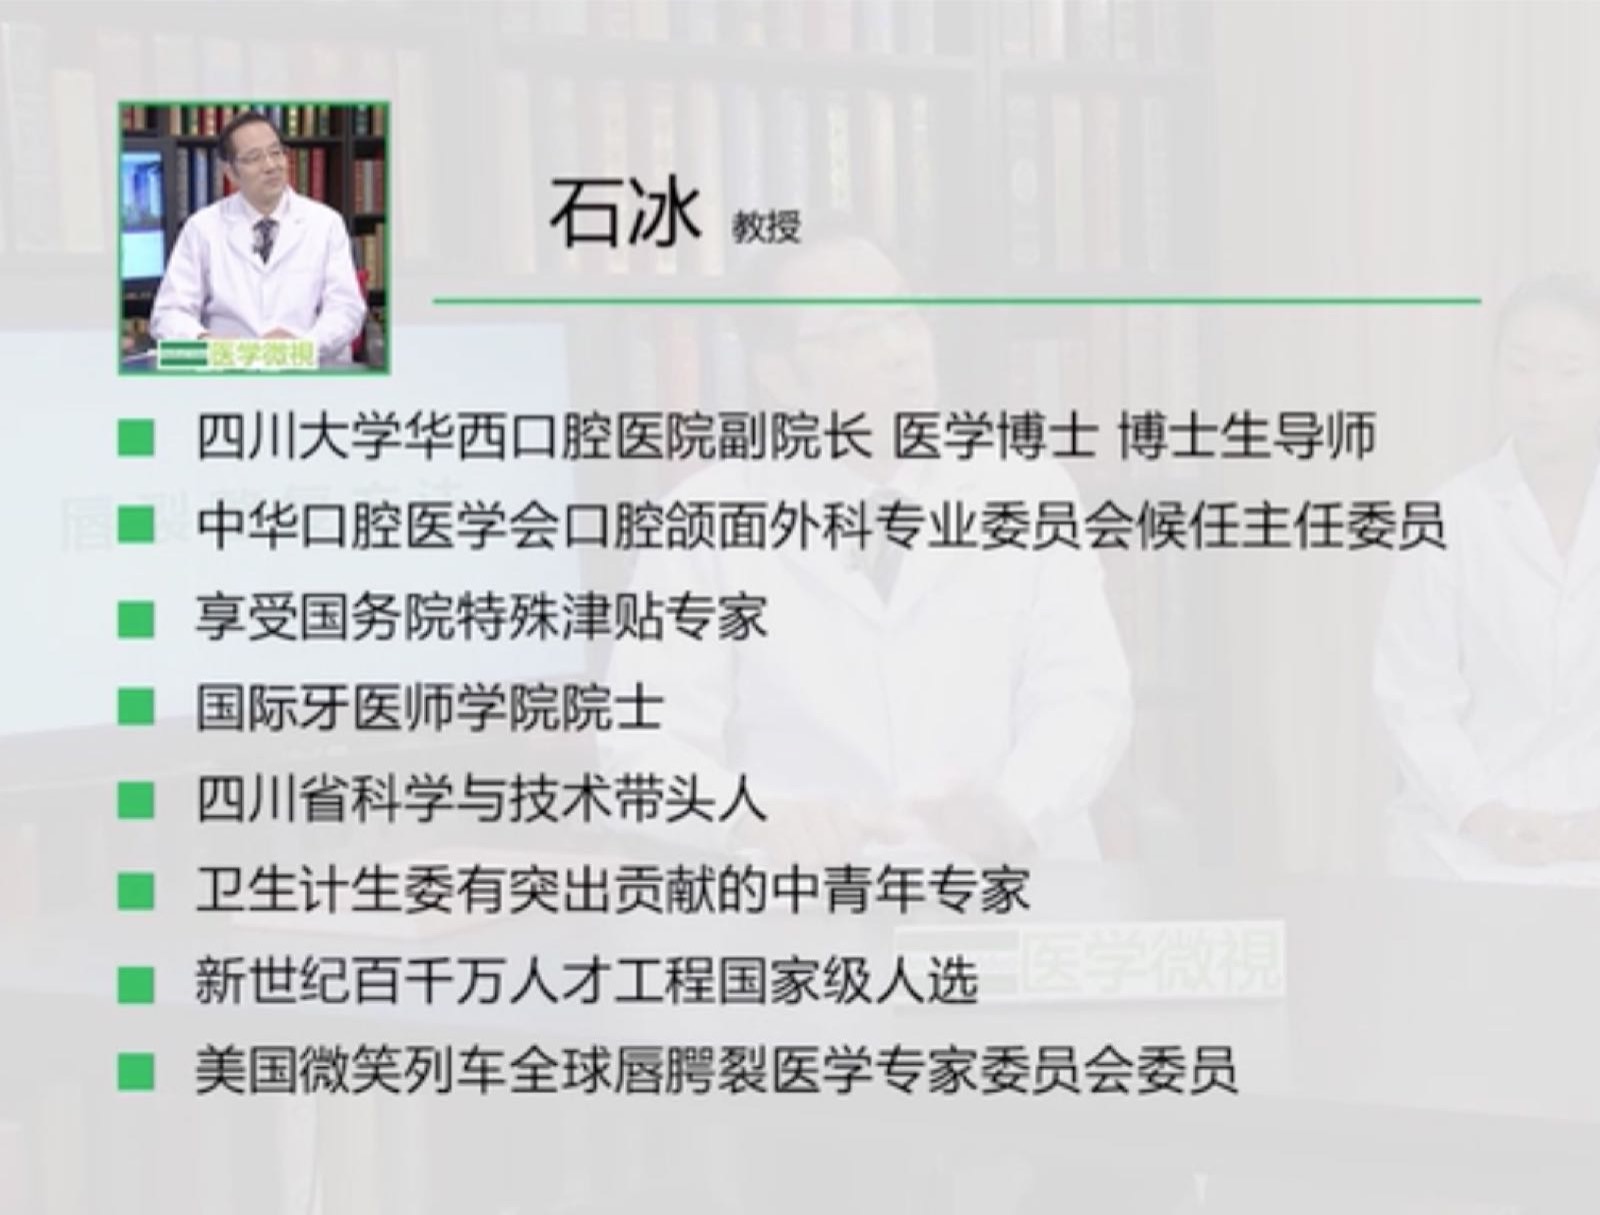 石冰 教授
医学微視
四川大学华西口腔医院副院长 医学博士 博士生导师
中华口腔医学会口腔颌面外科专业委员会候任主任委员
享受国务院特殊津贴专家
国际牙医师学院院士
四川省科学与技术带头人
卫生计生委有突出贡献的中青年专家
新世纪百千万人才工程国家级人选
医学微視
美国微笑列车全球唇腭裂医学专家委员会委员